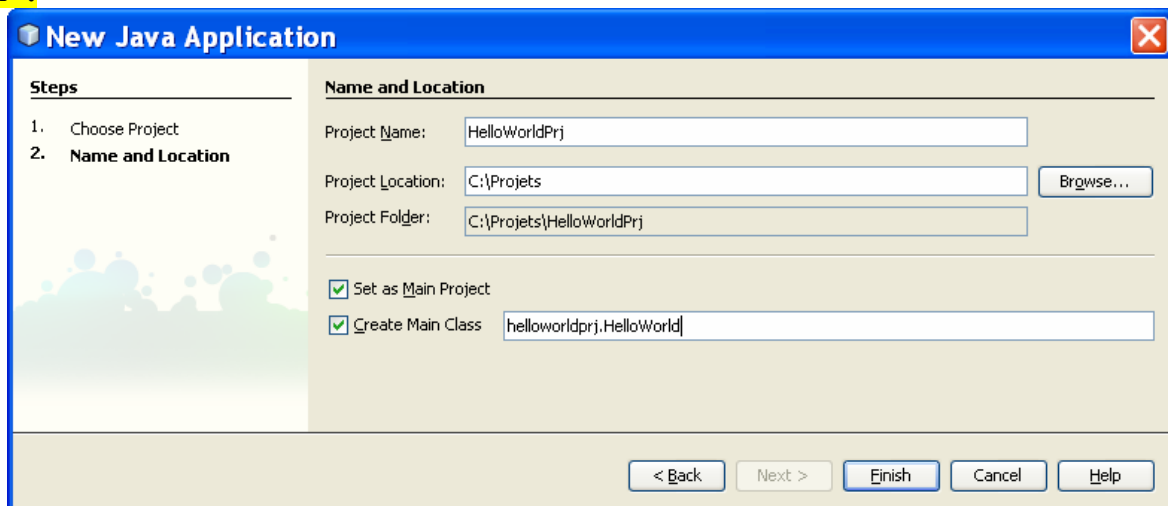 New Java Application
Steps
1. Choose Project
2. Name and Location
Name and Location
Project Name: HelloWorldPrj
Project Location: C:\Projets Browse...
Project Folder: C:\Projets\HelloWorldPrj
Set as Main Project
Create Main Class helloworldprj.HelloWorld
< Back Next > Finish Cancel Help